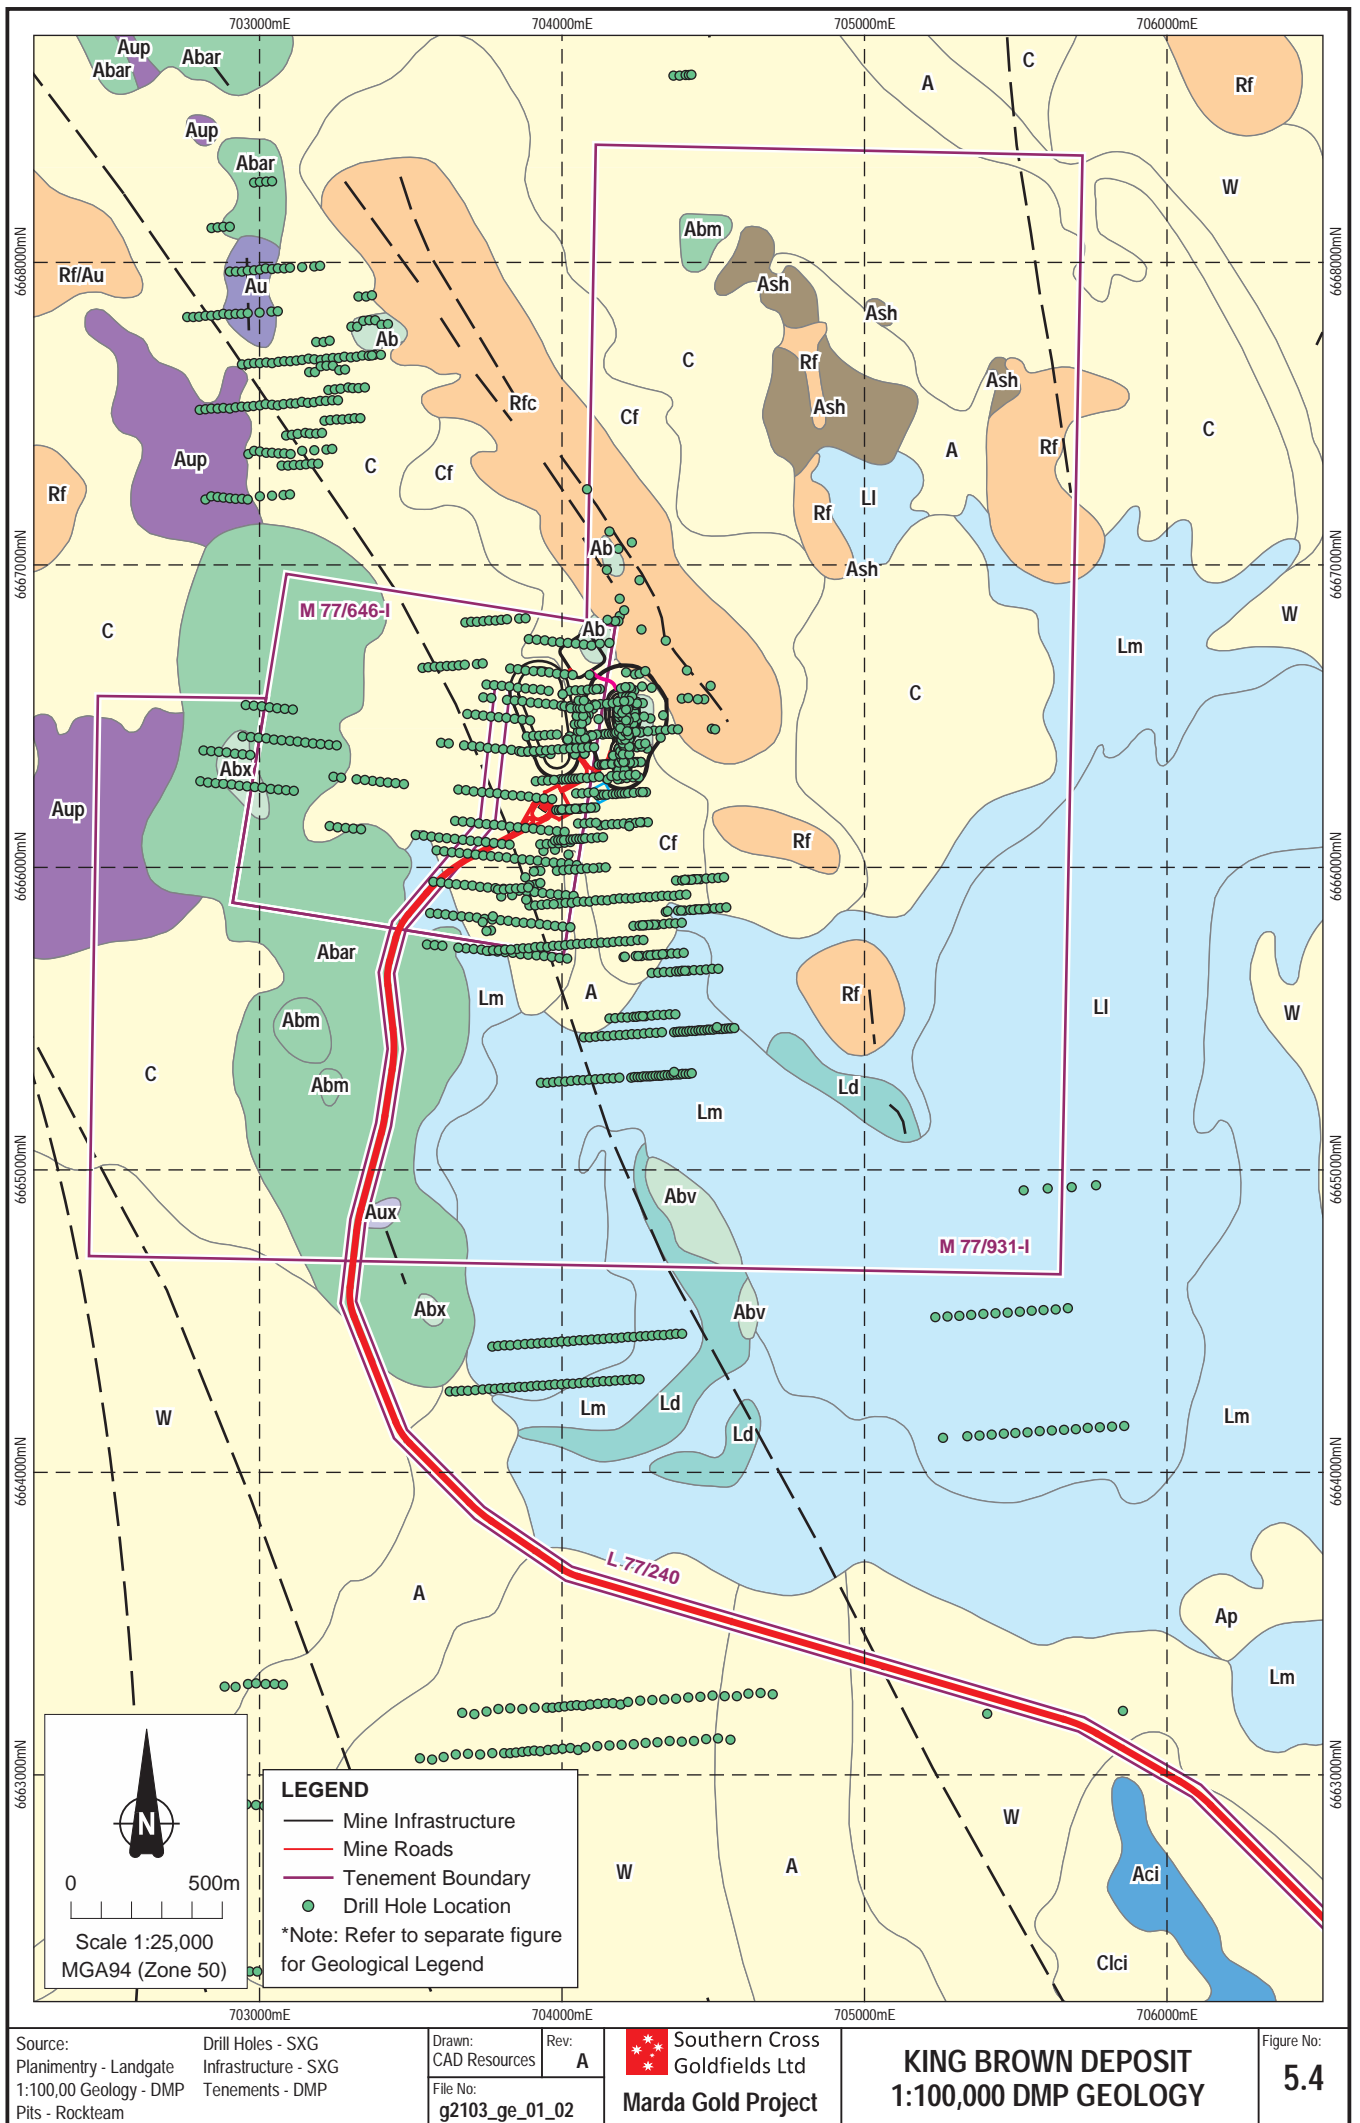 703000mE
704000mE
705000mE
706000mE
Aup
Abar
Abar
A
C
Rf
Aup
Abar
W
Abm
6668000mN
6668000mN
Rf/Au
Au
Ash
Ash
Ab
C
Rf
Ash
Rfc
Ash
Cf
C
Aup
C
Cf
A
Rf
Rf
Ll
Rf
Ab
Ash
6667000mN
6667000mN
M 77/646-I
W
C
Ab
Lm
C
Abx
Aup
Cf
Rf
6666000mN
6666000mN
Abar
Lm
A
Rf
Ll
W
Abm
C
Abm
Ld
Lm
6665000mN
6665000mN
Abv
Aux
M 77/931-I
Abx
Abv
W
Lm
Ld
Ld
Lm
6664000mN
6664000mN
L 77/240
A
Ap
Lm
6663000mN
6663000mN
W
W
A
Aci
Clci
N
0 500m
Scale 1:25,000
MGA94 (Zone 50)
LEGEND
Mine Infrastructure
Mine Roads
Tenement Boundary
Drill Hole Location
*Note: Refer to separate figure
for Geological Legend
703000mE
704000mE
705000mE
706000mE
Source:
Planimentry - Landgate
1:100,00 Geology - DMP
Pits - Rockteam
Drill Holes - SXG
Infrastructure - SXG
Tenements - DMP
Drawn:
CAD Resources
Rev:
A
File No:
g2103_ge_01_02
Southern Cross
Goldfields Ltd
Marda Gold Project
KING BROWN DEPOSIT
1:100,000 DMP GEOLOGY
Figure No:
5.4